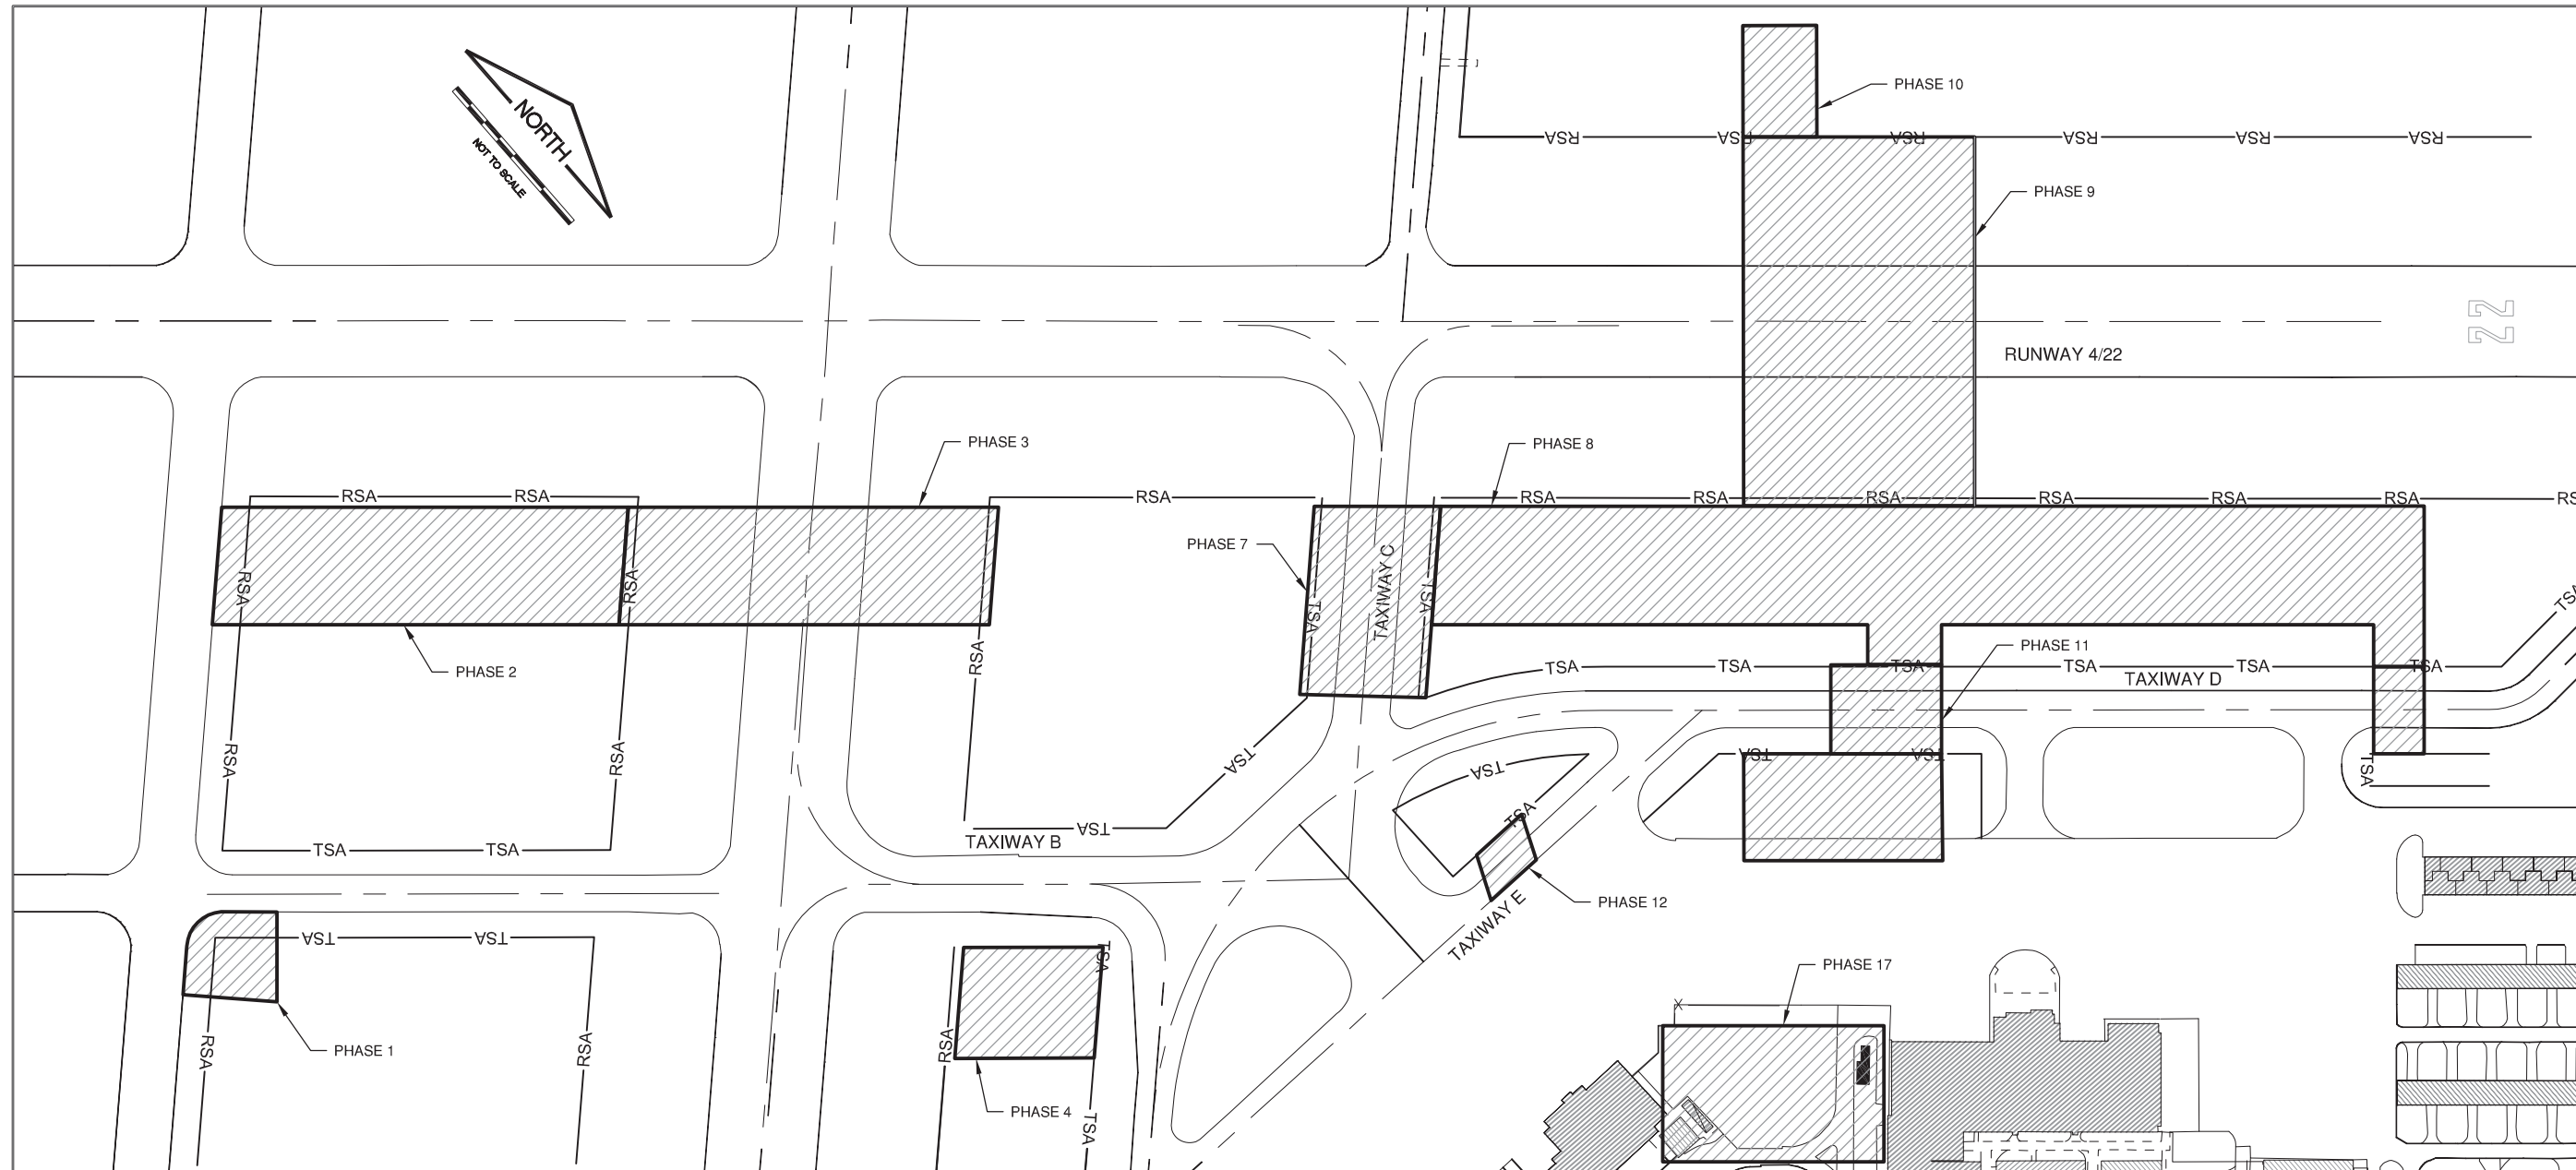 NORTH
NOT TO SCALE
PHASE 10
RSA RSA RSA RSA RSA RSA
PHASE 9
22
RUNWAY 4/22
PHASE 3
PHASE 8
RSA RSA RSA RSA RSA RSA RSA RSA RSA RS
PHASE 7
TAXIWAY C
RSA
RSA
TSA
TSA
TSA
PHASE 2
RSA
PHASE 11
TSA TSA TSA TSA TSA TSA
TAXIWAY D
RSA
RSA
TSA
TSA
TSA TSA
TSA
TSA
TSA
TAXIWAY B
TSA TSA
PHASE 12
TAXIWAY E
TSA TSA
TSA
PHASE 17
X
RSA
RSA
RSA
PHASE 1
PHASE 4
TSA